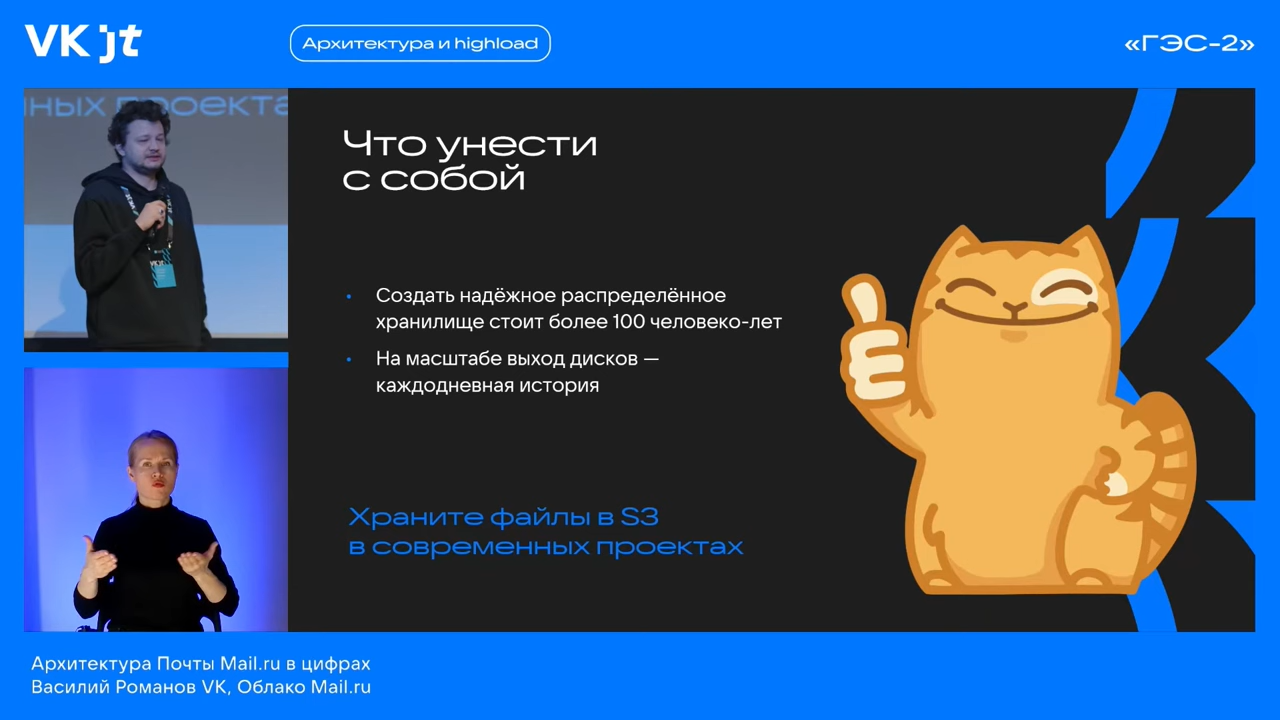 VK jt
Архитектура и highload
«ГЭС-2»
нных проекта
Что унести
с собой
• Создать надёжное распределённое
хранилище стоит более 100 человеко-лет
• На масштабе выход дисков —
каждодневная история
Храните файлы в S3
в современных проектах
Архитектура Почты Mail.ru в цифрах
Василий Романов VK, Облако Mail.ru